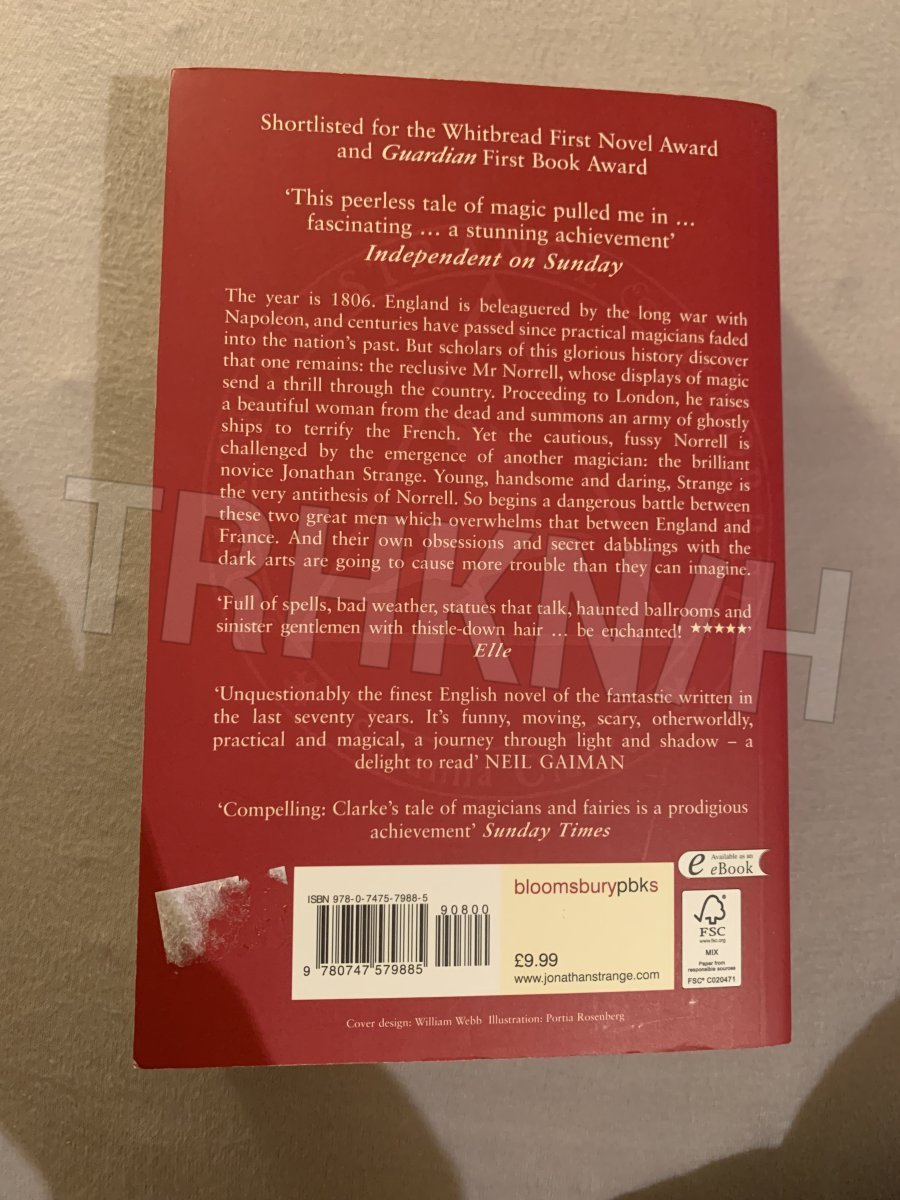 Shortlisted for the Whitbread First Novel Award
and Guardian First Book Award
‘This peerless tale of magic pulled me in ...
fascinating ... a stunning achievement’
Independent on Sunday
The year is 1806. England is beleaguered by the long war with
Napoleon, and centuries have passed since practical magicians faded
into the nation’s past. But scholars of this glorious history discover
that one remains: the reclusive Mr Norrell, whose displays of magic
send a thrill through the country. Proceeding to London, he raises
a beautiful woman from the dead and summons an army of ghostly
ships to terrify the French. Yet the cautious, fussy Norrell is
challenged by the emergence of another magician: the brilliant
novice Jonathan Strange. Young, handsome and daring, Strange is
the very antithesis of Norrell. So begins a dangerous battle between
these two great men which overwhelms that between England and
France. And their own obsessions and secret dabblings with the
dark arts are going to cause more trouble than they can imagine.
TRHKN/H
‘Full of spells, bad weather, statues that talk, haunted ballrooms and
sinister gentlemen with thistle-down hair ... be enchanted! ★★★★★’
Elle
‘Unquestionably the finest English novel of the fantastic written in
the last seventy years. It’s funny, moving, scary, otherworldly,
practical and magical, a journey through light and shadow – a
delight to read’ NEIL GAIMAN
‘Compelling: Clarke’s tale of magicians and fairies is a prodigious
achievement’ Sunday Times
ISBN 978-0-7475-7988-5
90800
9 780747 579885
bloomsburypbks
£9.99
www.jonathanstrange.com
e Available as an
eBook
FSC
www.fsc.org
MIX
Paper from
responsible sources
FSC® C020471
Cover design: William Webb Illustration: Portia Rosenberg